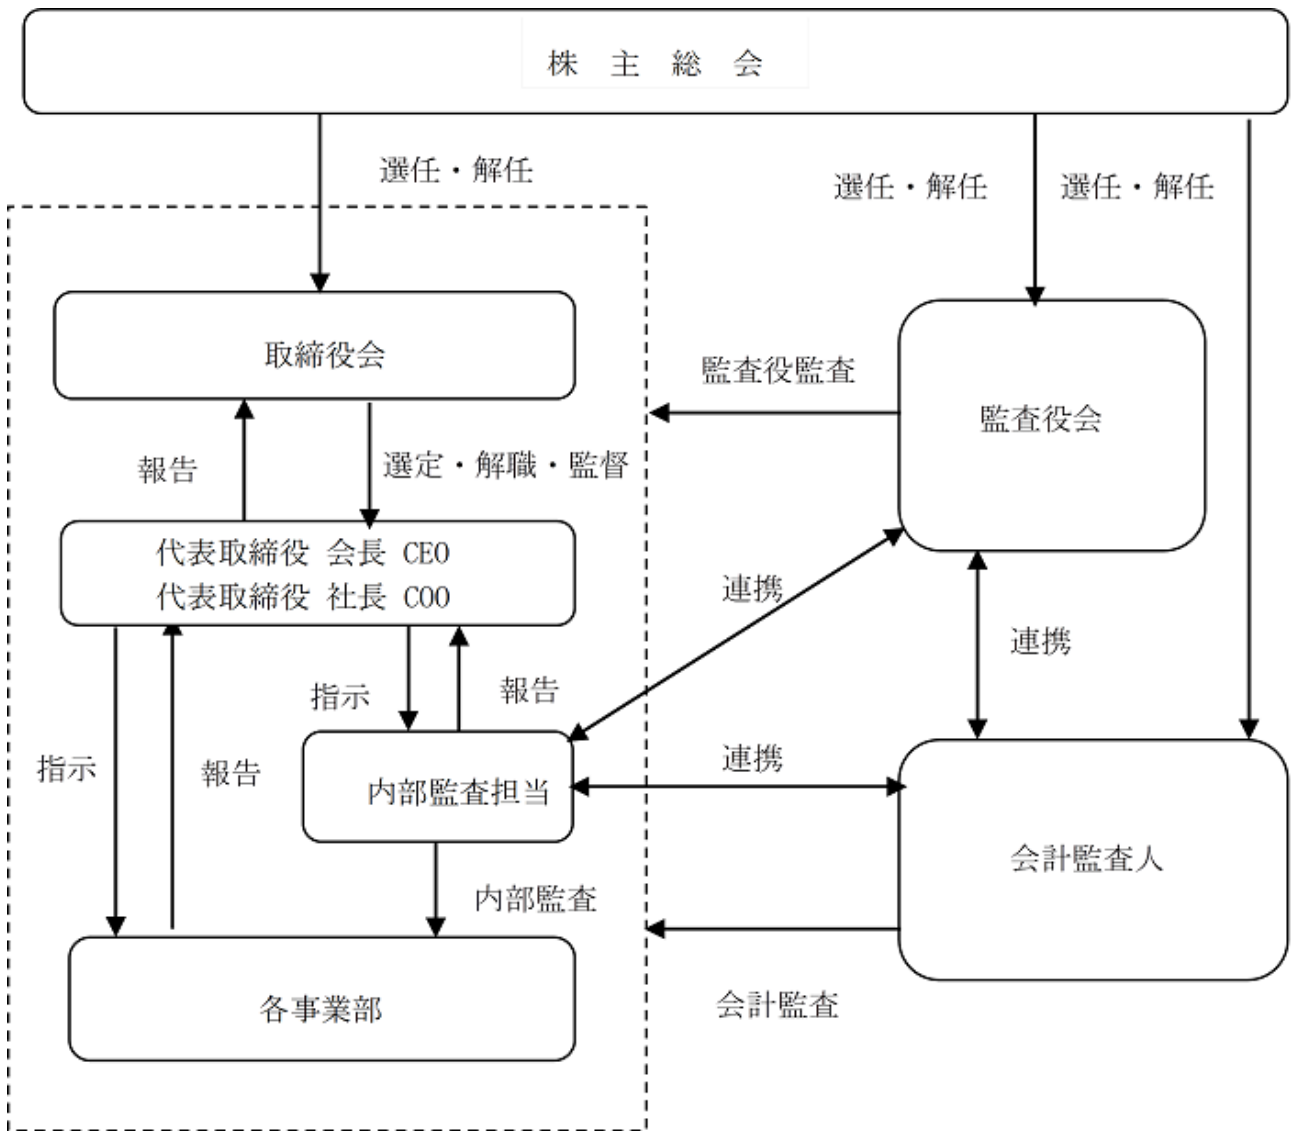 株 主 総 会
選任・解任
選任・解任
選任・解任
取締役会
監査役監査
監査役会
報告
選定・解職・監督
代表取締役 会長 CEO
代表取締役 社長 COO
連携
連携
指示
報告
指示
報告
連携
内部監査担当
会計監査人
内部監査
会計監査
各事業部